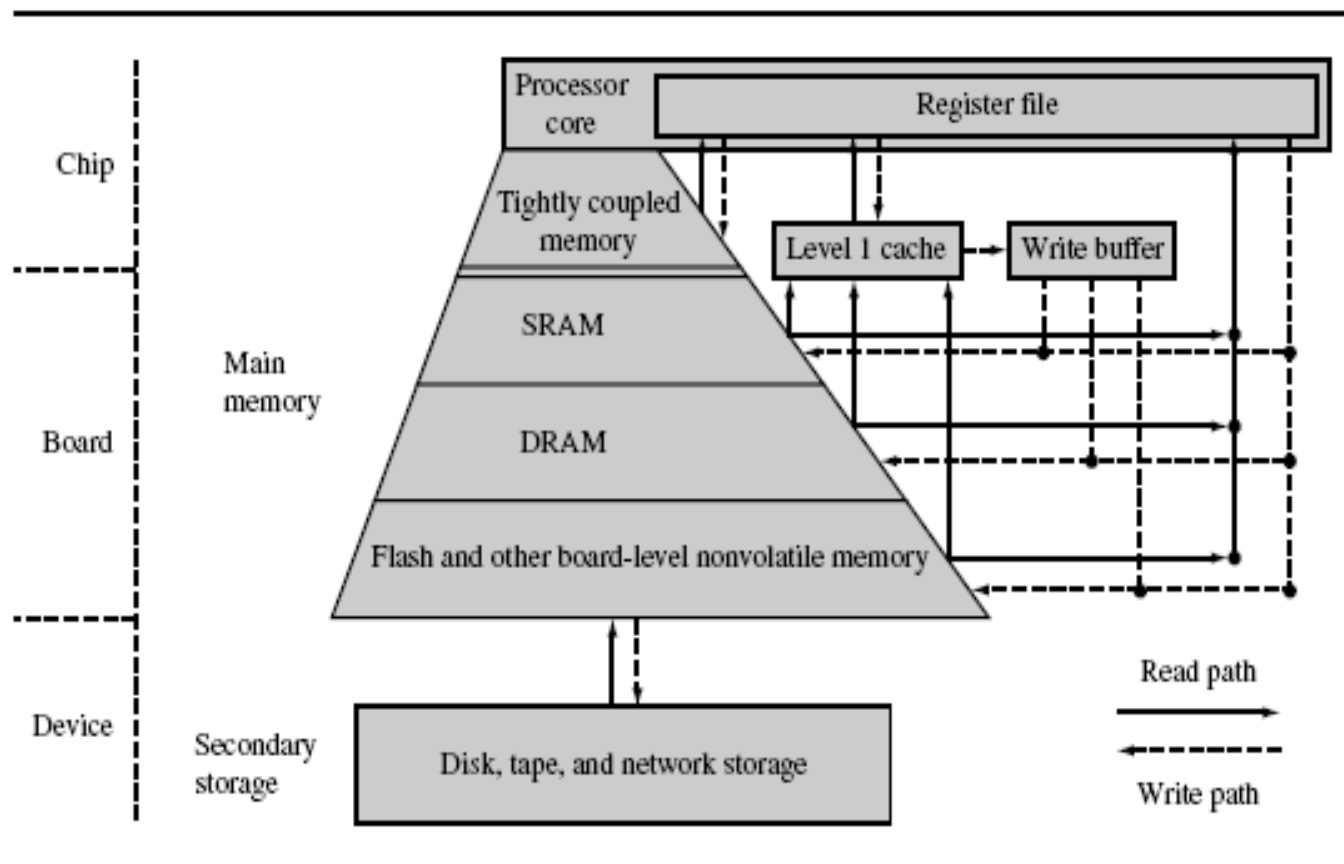 Processor
core
Register file
Chip
Tightly coupled
memory
Level 1 cache
Write buffer
SRAM
Main
memory
Board
DRAM
Flash and other board-level nonvolatile memory
Read path
Device
Secondary
storage
Disk, tape, and network storage
Write path